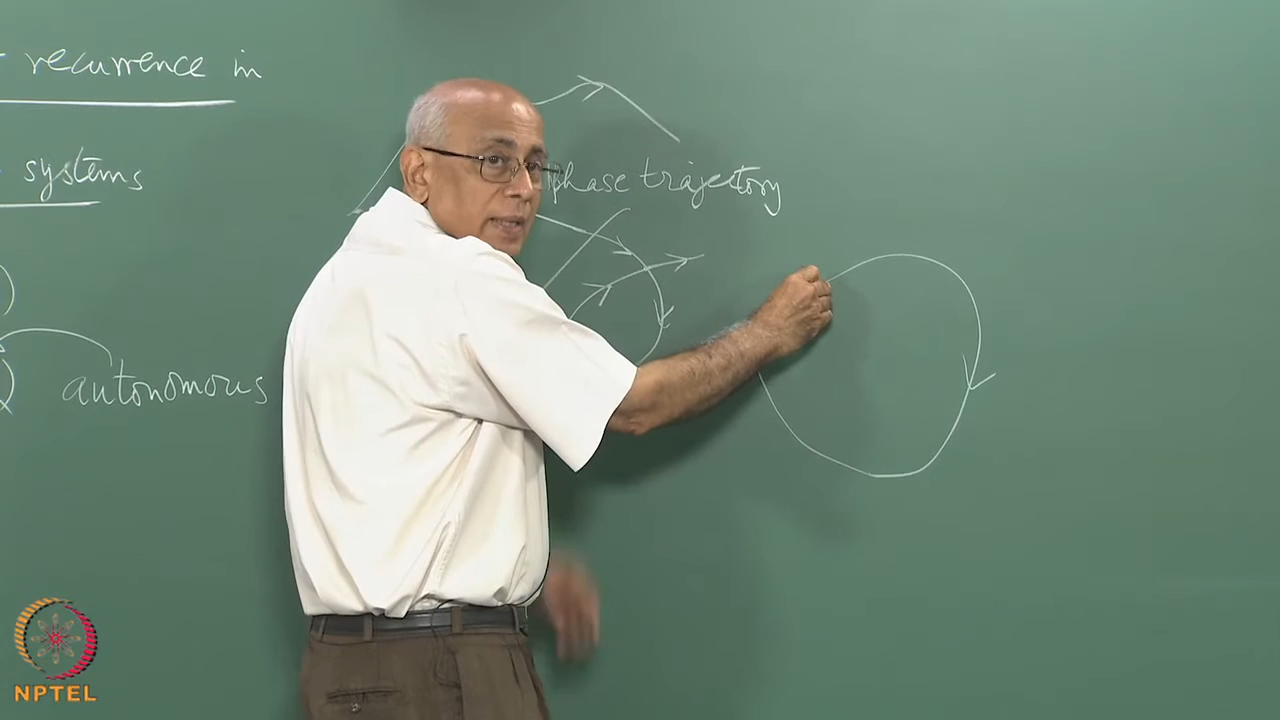 recurrence in
systems
phase trajectory
autonomous
NPTEL